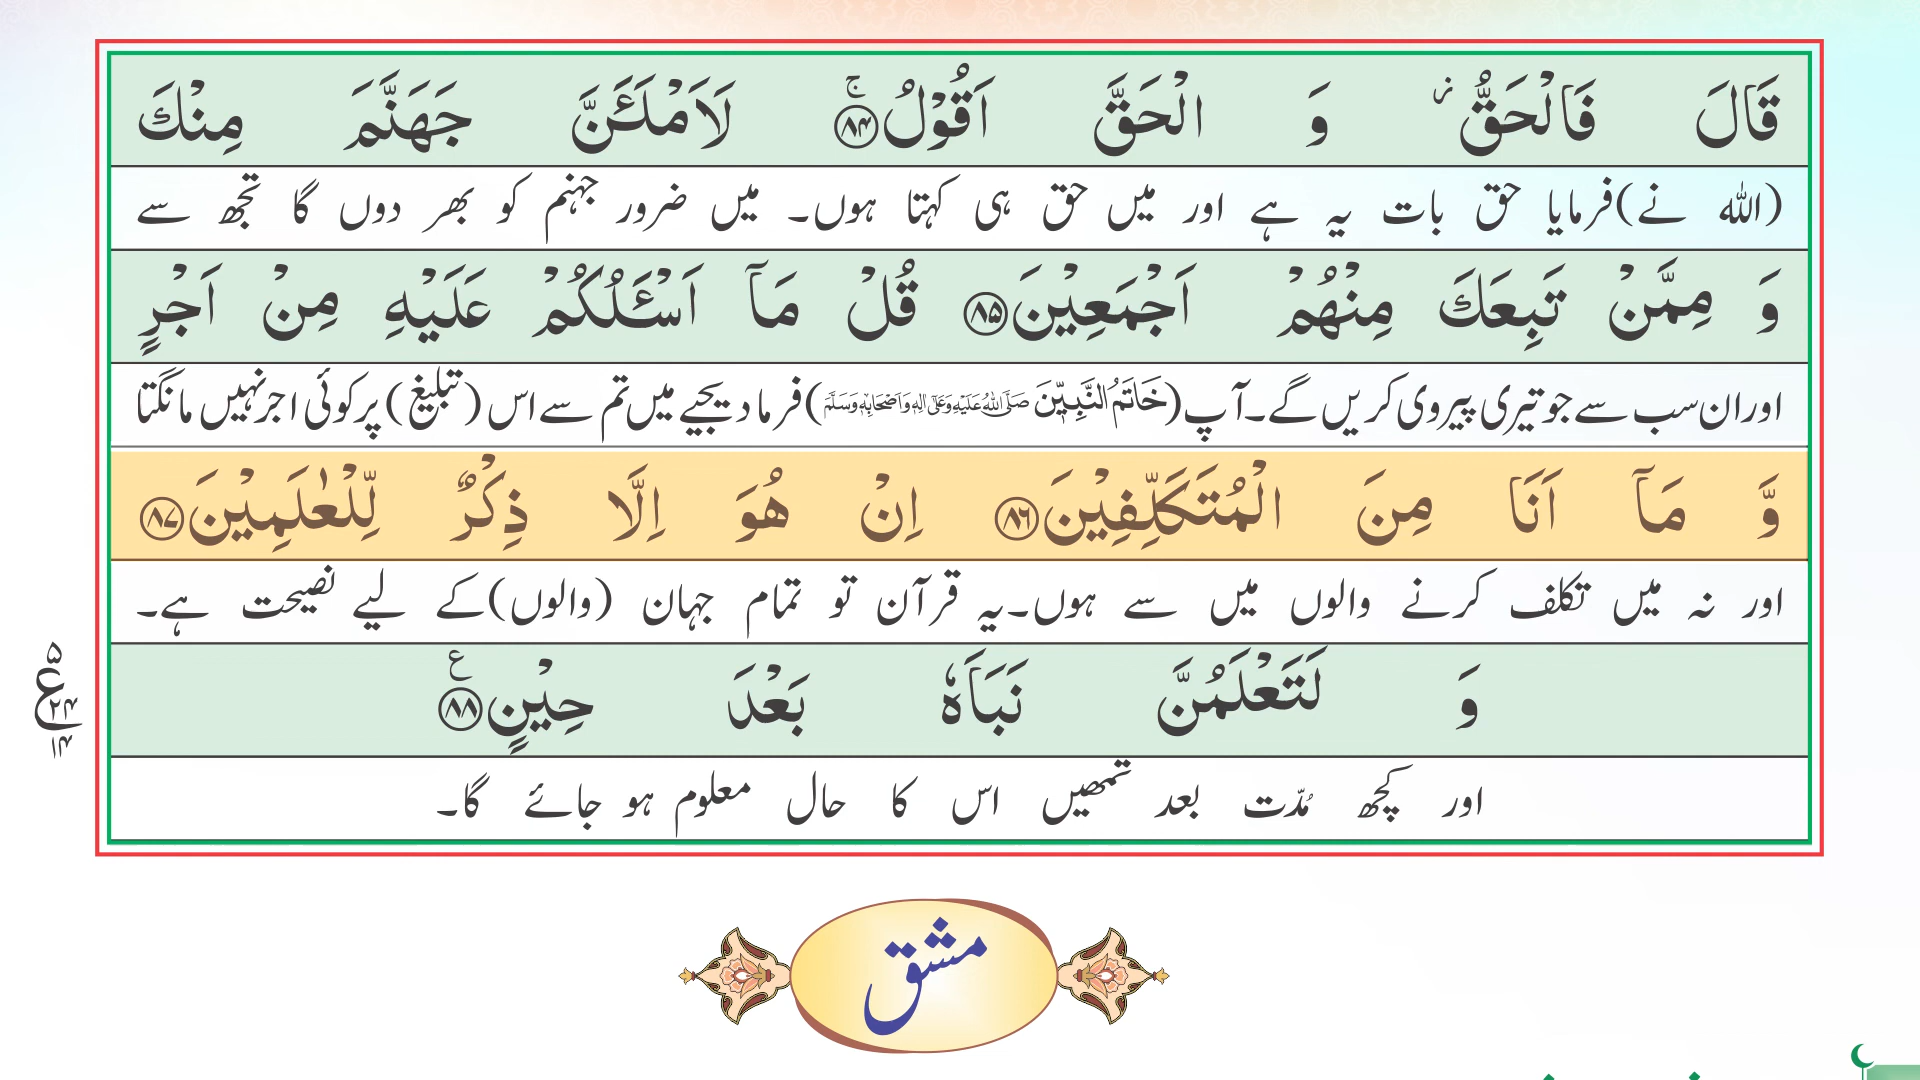 قَالَ فَالْحَقُّ ۫ وَ الْحَقَّ اَقُوْلُ ۚ﴿۸۴﴾ لَاَمْلَـَٔنَّ جَهَنَّمَ مِنْكَ
(اللہ نے) فرمایا حق بات یہ ہے اور میں حق ہی کہتا ہوں۔ میں ضرور جہنم کو بھر دوں گا تجھ سے
وَ مِمَّنْ تَبِعَكَ مِنْهُمْ اَجْمَعِيْنَ ﴿۸۵﴾ قُلْ مَاۤ اَسْـَٔلُكُمْ عَلَيْهِ مِنْ اَجْرٍ
اور ان سب سے جو تیری پیروی کریں گے۔ آپ (خَاتَمُ النَّبِيّٖنَ صَلَّی اللہُ عَلَیْہِ وَعَلٰی اٰلِہٖ وَاَصْحَابِہٖ وَسَلَّمَ) فرما دیجیے میں تم سے اس (تبلیغ) پر کوئی اجر نہیں مانگتا
وَّ مَاۤ اَنَا مِنَ الْمُتَكَلِّفِيْنَ ﴿۸۶﴾ اِنْ هُوَ اِلَّا ذِكْرٌ لِّلْعٰلَمِيْنَ ﴿۸۷﴾
اور نہ میں تکلف کرنے والوں میں سے ہوں۔ یہ قرآن تو تمام جہان (والوں) کے لیے نصیحت ہے۔
وَ لَتَعْلَمُنَّ نَبَاَهٗ بَعْدَ حِيْنٍ ﴿۸۸﴾ ع
۵
ع
۲۴
۱۴
اور کچھ مُدّت بعد تمھیں اس کا حال معلوم ہو جائے گا۔
مشق